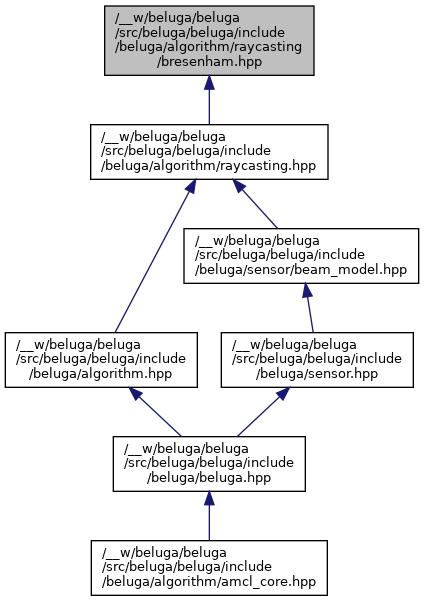 /__w/beluga/beluga
/src/beluga/beluga/include
/beluga/algorithm/raycasting
/bresenham.hpp
/__w/beluga/beluga
/src/beluga/beluga/include
/beluga/algorithm/raycasting.hpp
/__w/beluga/beluga
/src/beluga/beluga/include
/beluga/sensor/beam_model.hpp
/__w/beluga/beluga
/src/beluga/beluga/include
/beluga/algorithm.hpp
/__w/beluga/beluga
/src/beluga/beluga/include
/beluga/sensor.hpp
/__w/beluga/beluga
/src/beluga/beluga/include
/beluga/beluga.hpp
/__w/beluga/beluga
/src/beluga/beluga/include
/beluga/algorithm/amcl_core.hpp